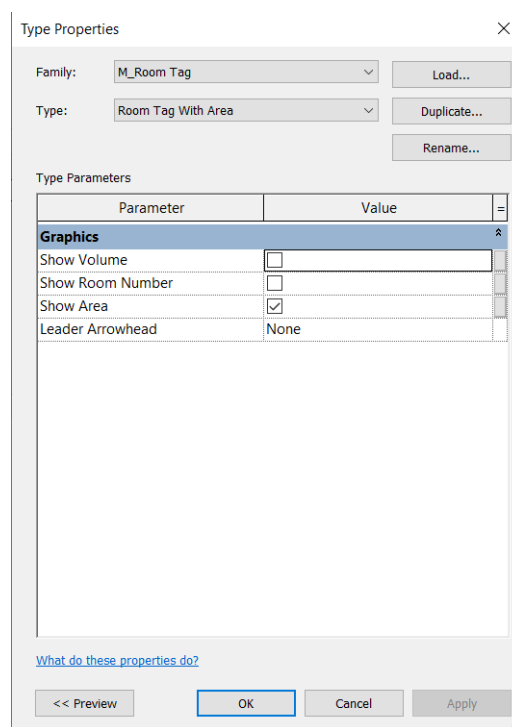 Type Properties
Family: M_Room Tag Load...
Type: Room Tag With Area Duplicate...
Rename...
Type Parameters
Parameter Value =
Graphics
Show Volume
Show Room Number
Show Area
Leader Arrowhead None
What do these properties do?
<< Preview OK Cancel Apply